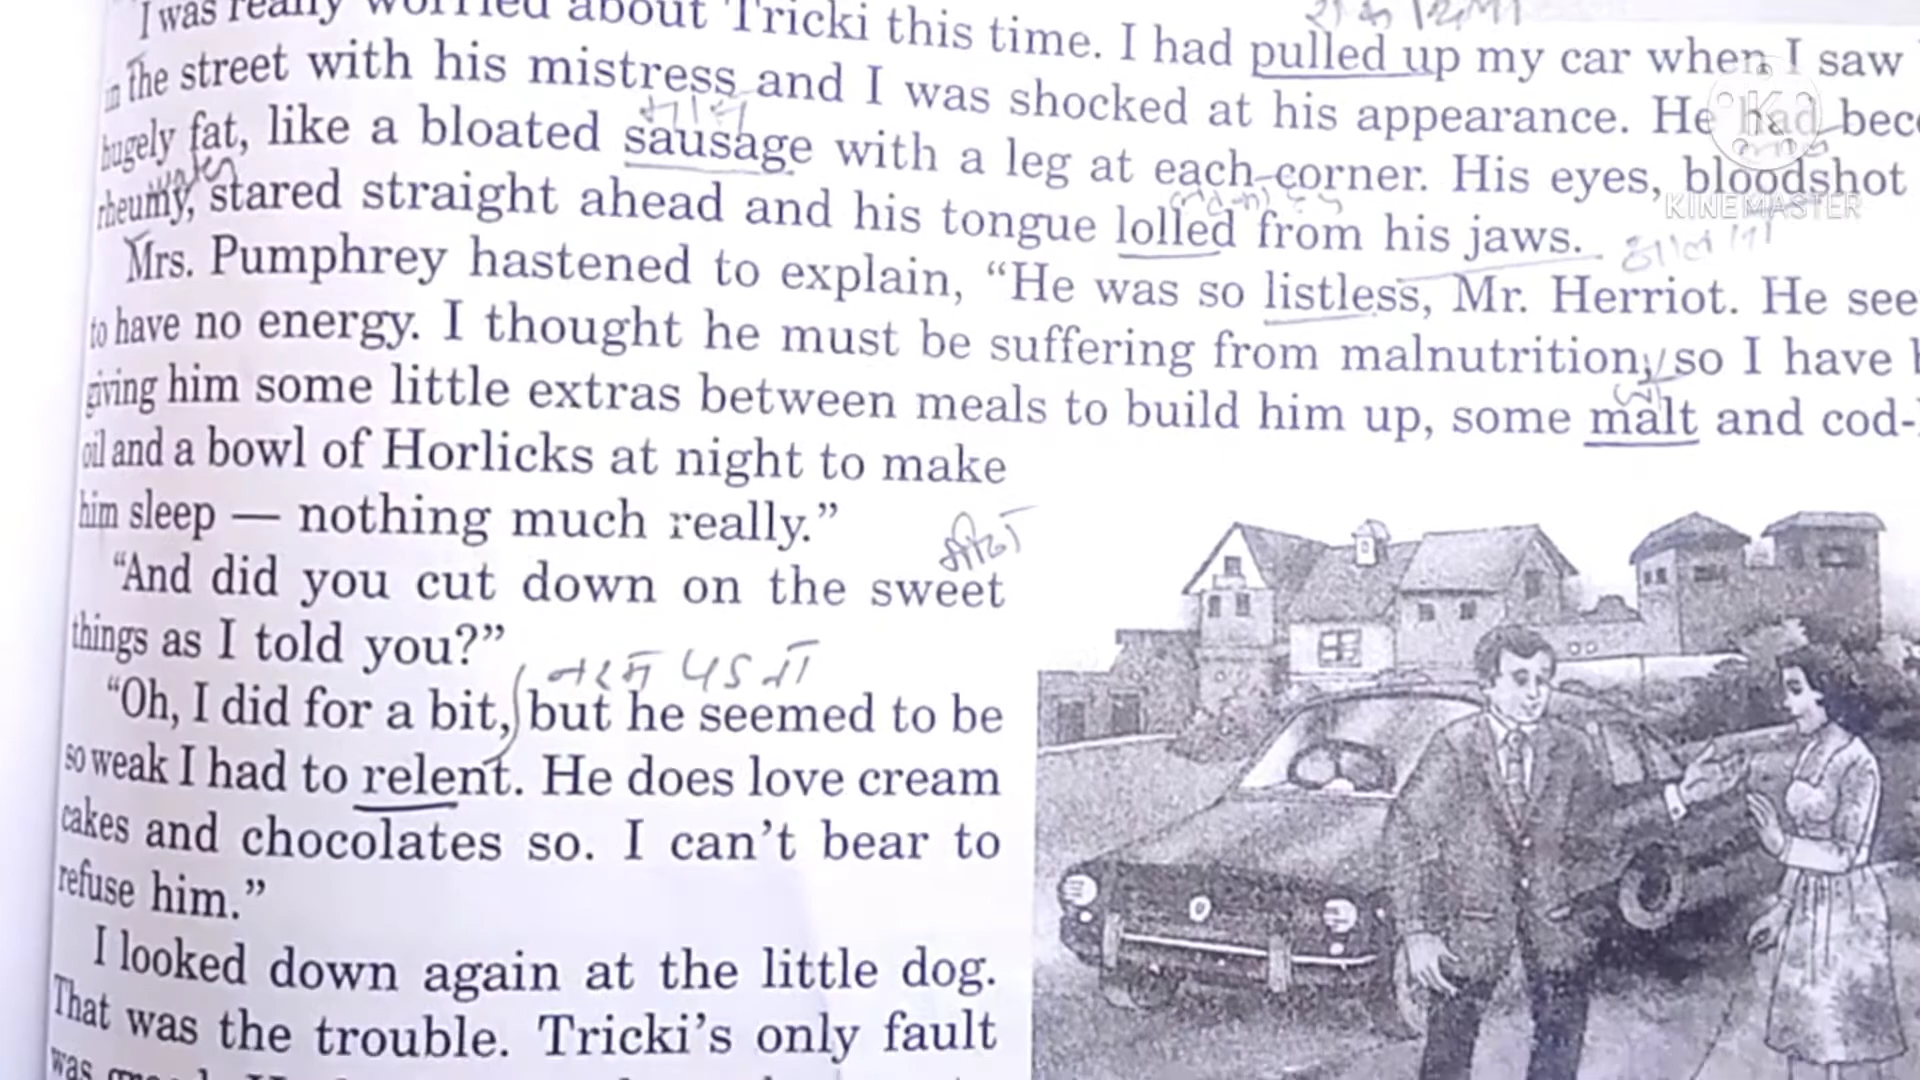 I was really worried about Tricki this time. I had pulled up my car when I saw
in the street with his mistress and I was shocked at his appearance. He had bec
hugely fat, like a bloated sausage with a leg at each corner. His eyes, bloodshot
rheumy, stared straight ahead and his tongue lolled from his jaws.
Mrs. Pumphrey hastened to explain, “He was so listless, Mr. Herriot. He see
to have no energy. I thought he must be suffering from malnutrition, so I have
giving him some little extras between meals to build him up, some malt and cod-
oil and a bowl of Horlicks at night to make
him sleep — nothing much really.”
“And did you cut down on the sweet
things as I told you?”
नरम पडना
“Oh, I did for a bit, but he seemed to be
so weak I had to relent. He does love cream
cakes and chocolates so. I can’t bear to
refuse him.”
I looked down again at the little dog.
That was the trouble. Tricki’s only fault
was
KINEMASTER